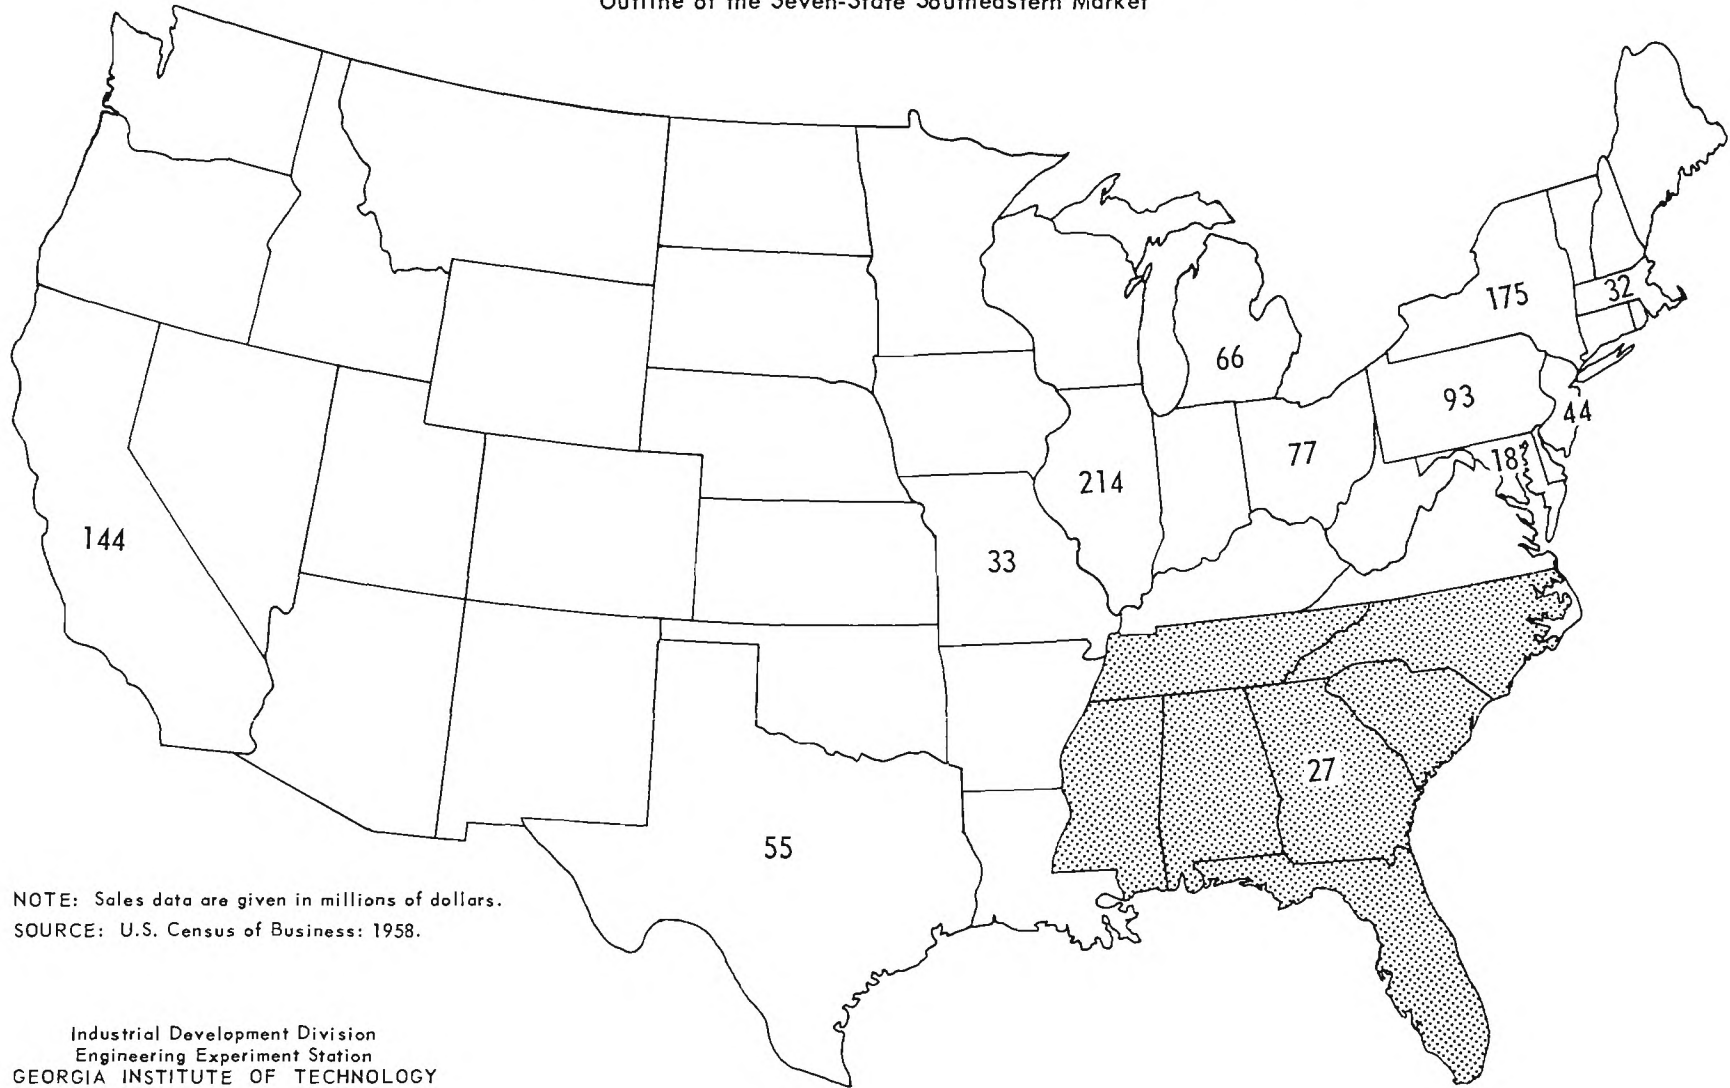 Outline of the Seven-State Southeastern Market
175
32
66
93
44
77
18
214
144
33
27
55
NOTE: Sales data are given in millions of dollars.
SOURCE: U.S. Census of Business: 1958.
Industrial Development Division
Engineering Experiment Station
GEORGIA INSTITUTE OF TECHNOLOGY